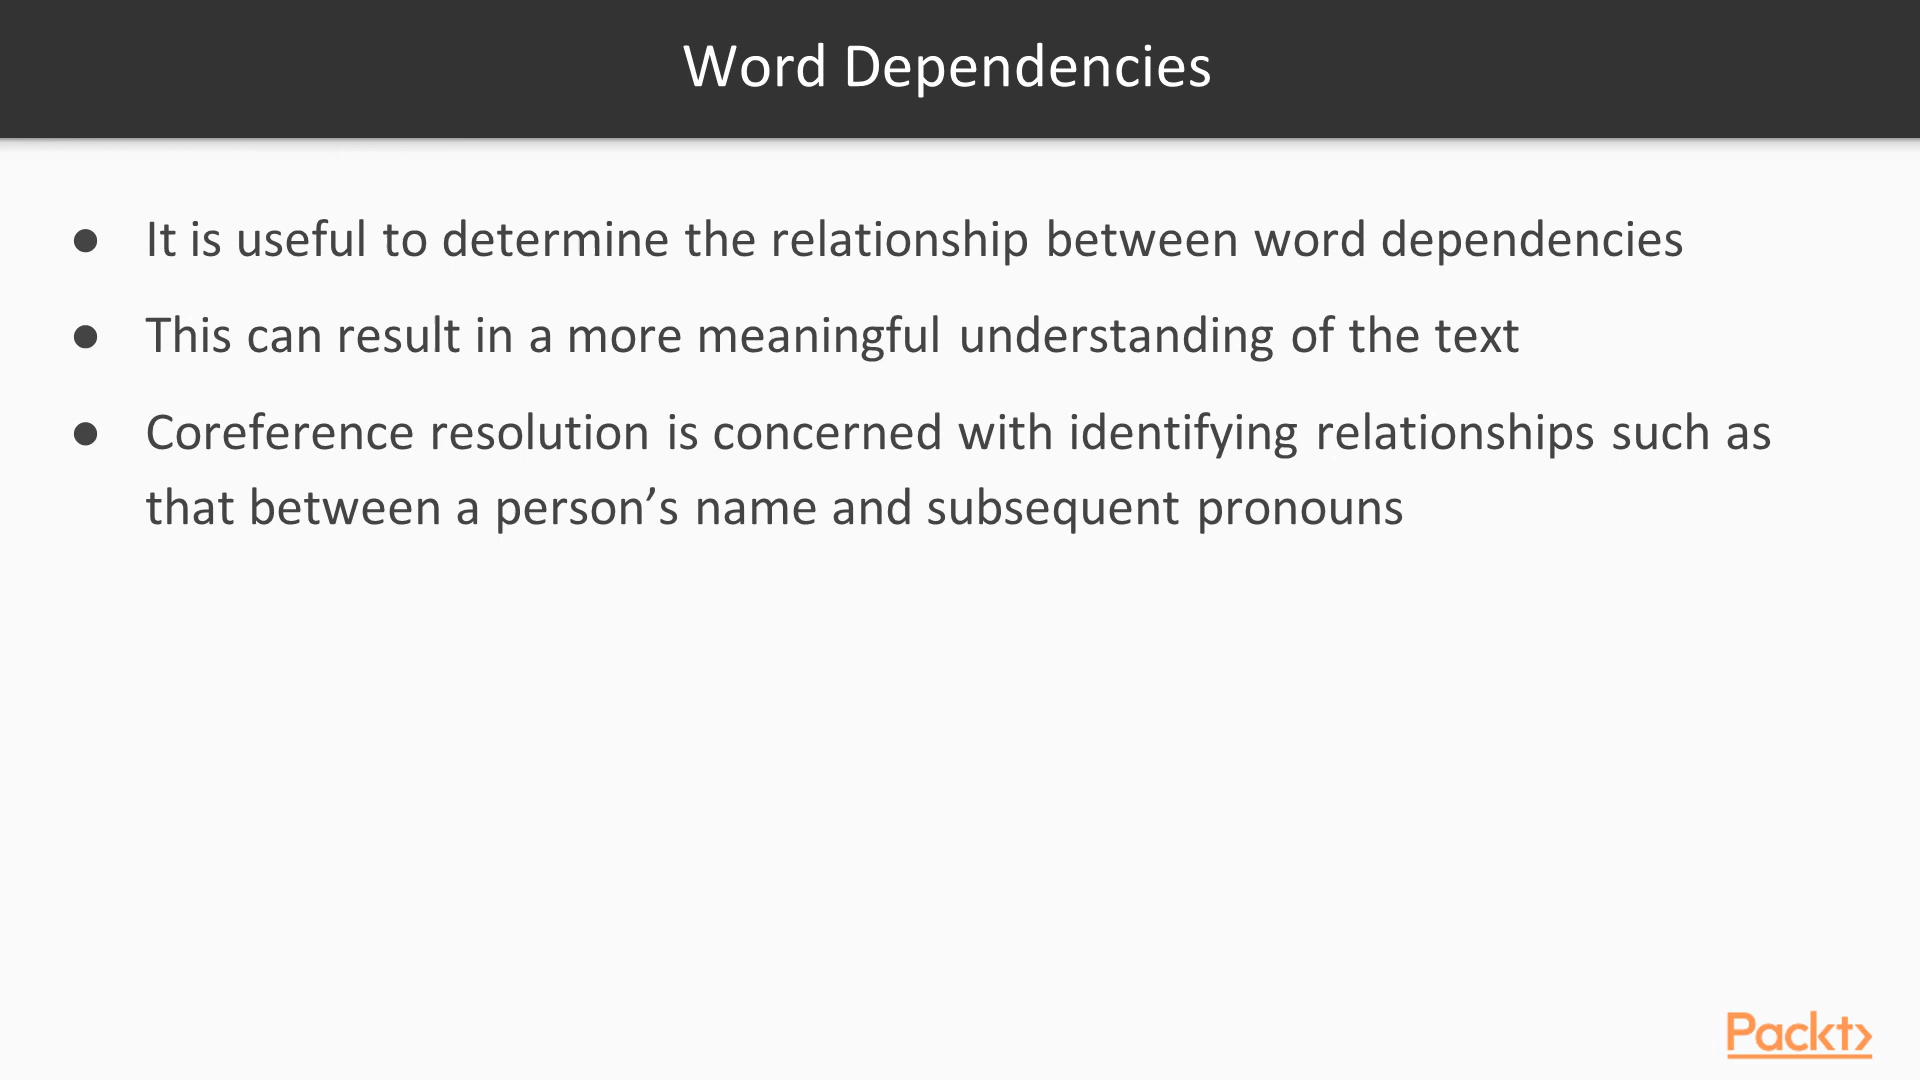 Word Dependencies
● It is useful to determine the relationship between word dependencies
● This can result in a more meaningful understanding of the text
● Coreference resolution is concerned with identifying relationships such as
that between a person’s name and subsequent pronouns
Packt>